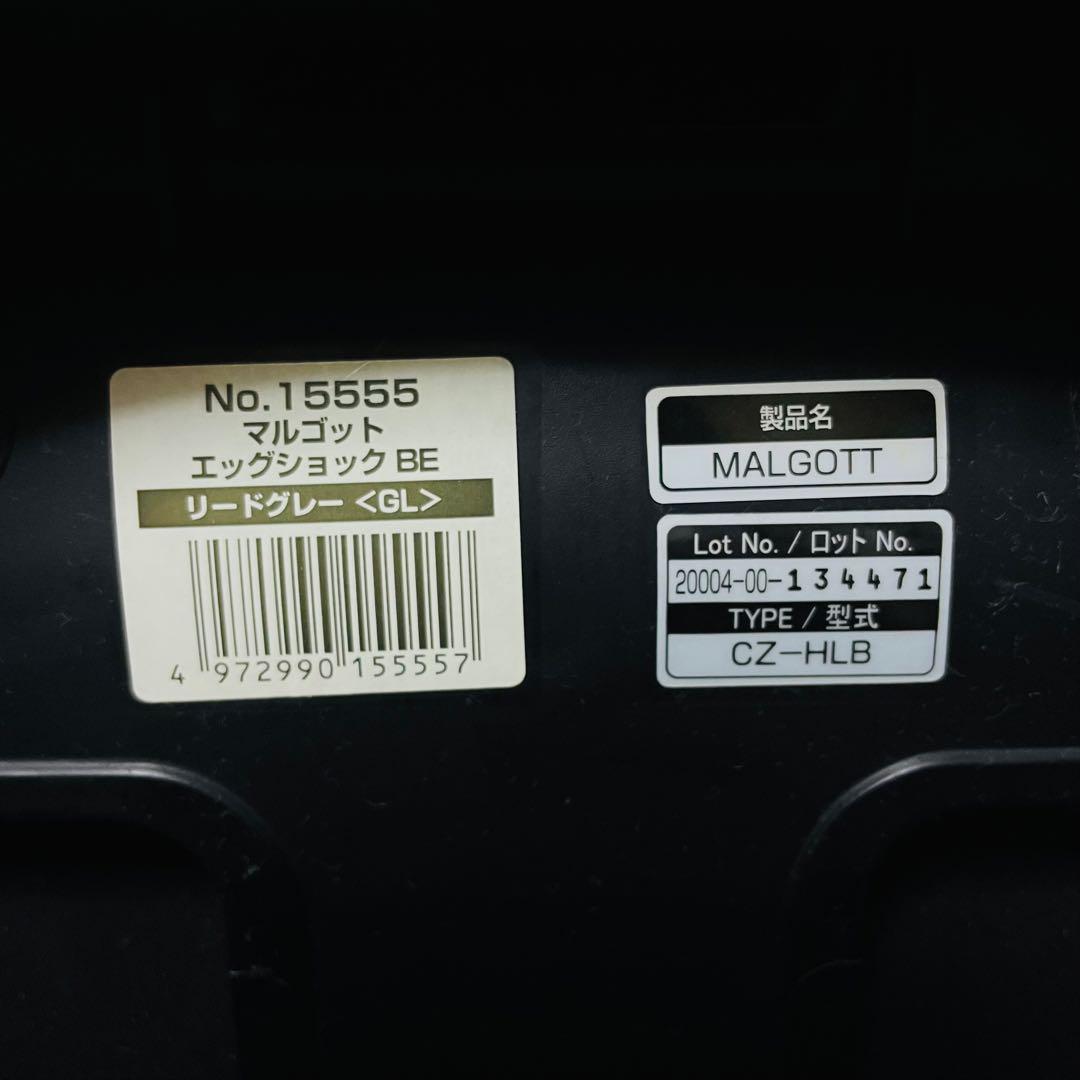 No.15555
マルゴット
エッグショック BE
リードグレー <GL>
4 972990 155557
製品名
MALGOTT
Lot No. / ロット No.
20004-00-134471
TYPE / 型式
CZ-HLB